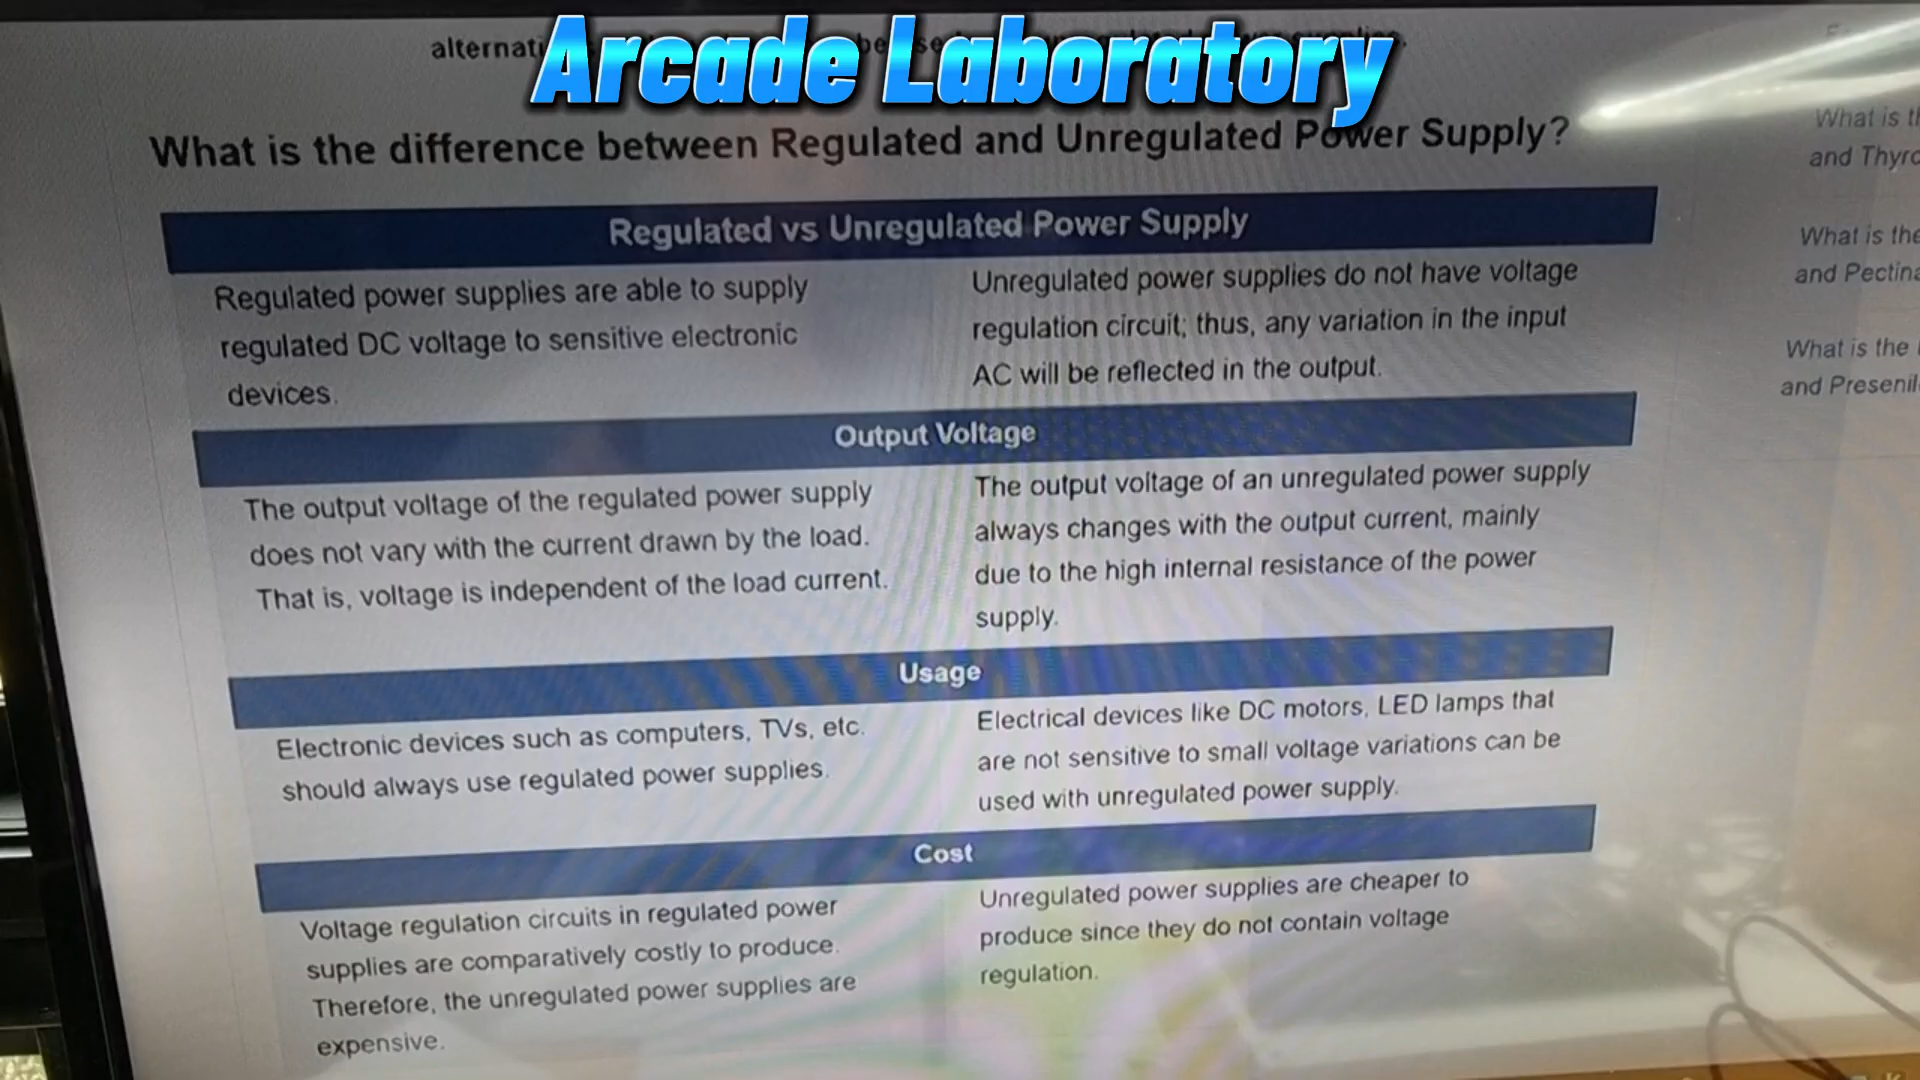 Arcade Laboratory
What is the difference between Regulated and Unregulated Power Supply?
Regulated vs Unregulated Power Supply
Regulated power supplies are able to supply
regulated DC voltage to sensitive electronic
devices.
Unregulated power supplies do not have voltage
regulation circuit; thus, any variation in the input
AC will be reflected in the output.
Output Voltage
The output voltage of the regulated power supply
does not vary with the current drawn by the load.
That is, voltage is independent of the load current.
The output voltage of an unregulated power supply
always changes with the output current, mainly
due to the high internal resistance of the power
supply.
Usage
Electronic devices such as computers, TVs, etc.
should always use regulated power supplies.
Electrical devices like DC motors, LED lamps that
are not sensitive to small voltage variations can be
used with unregulated power supply.
Cost
Voltage regulation circuits in regulated power
supplies are comparatively costly to produce.
Therefore, the unregulated power supplies are
expensive.
Unregulated power supplies are cheaper to
produce since they do not contain voltage
regulation.
What is
and
What is the
and
What is the
and